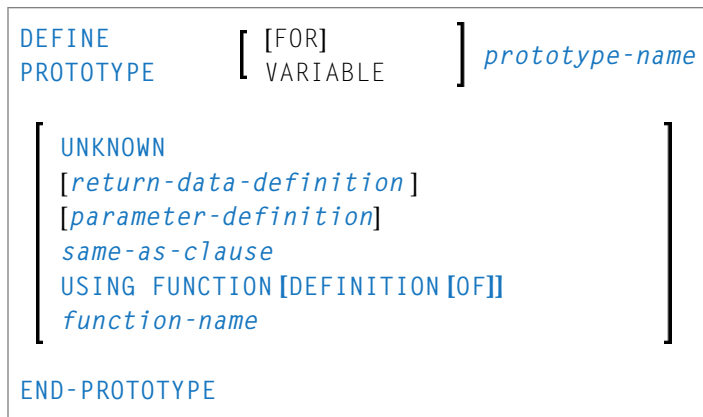 DEFINE [FOR]
PROTOTYPE VARIABLE prototype-name
UNKNOWN
[return-data-definition]
[parameter-definition]
same-as-clause
USING FUNCTION [DEFINITION [OF]]
function-name
END-PROTOTYPE